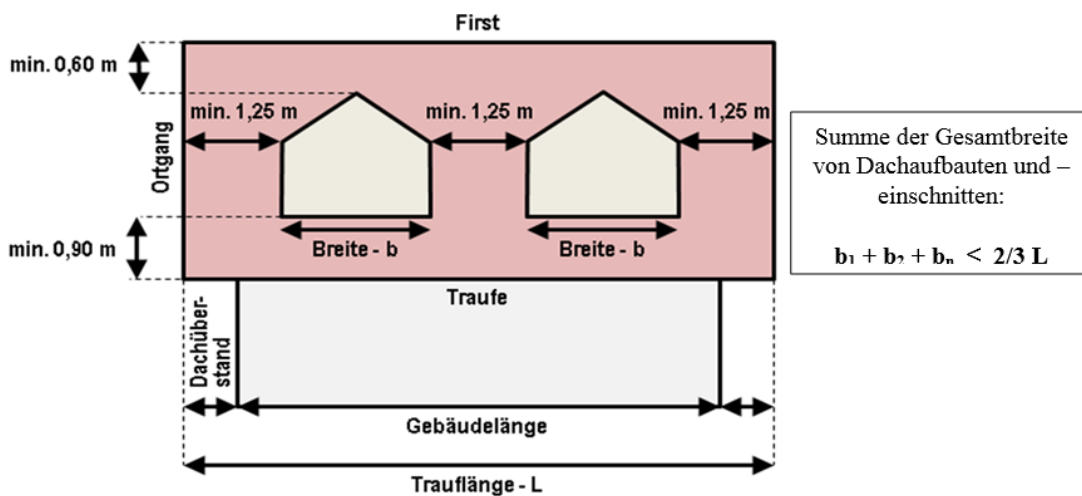 First
min. 0,60 m
min. 1,25 m
min. 1,25 m
min. 1,25 m
Ortgang
Breite - b
Breite - b
min. 0,90 m
Traufe
Dachüber-
stand
Gebäudelänge
Trauflänge - L
Summe der Gesamtbreite
von Dachaufbauten und –
einschnitten:
b₁ + b₂ + bₙ < 2/3 L